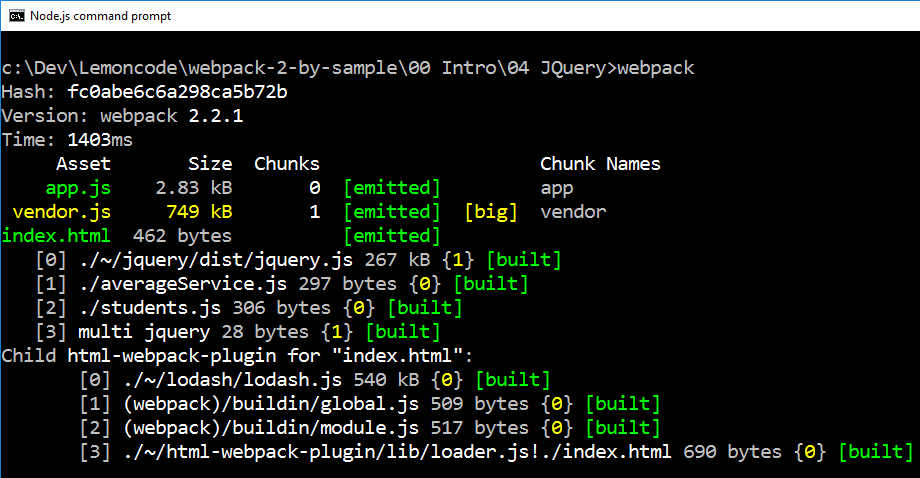 Node.js command prompt
c:\Dev\Lemoncode\webpack-2-by-sample\00 Intro\04 JQuery>webpack
Hash: fc0abe6c6a298ca5b72b
Version: webpack 2.2.1
Time: 1403ms
Asset Size Chunks Chunk Names
app.js 2.83 kB 0 [emitted] app
vendor.js 749 kB 1 [emitted] [big] vendor
index.html 462 bytes [emitted]
[0] ./~/jquery/dist/jquery.js 267 kB {1} [built]
[1] ./averageService.js 297 bytes {0} [built]
[2] ./students.js 306 bytes {0} [built]
[3] multi jquery 28 bytes {1} [built]
Child html-webpack-plugin for "index.html":
[0] ./~/lodash/lodash.js 540 kB {0} [built]
[1] (webpack)/buildin/global.js 509 bytes {0} [built]
[2] (webpack)/buildin/module.js 517 bytes {0} [built]
[3] ./~/html-webpack-plugin/lib/loader.js!./index.html 690 bytes {0} [built]